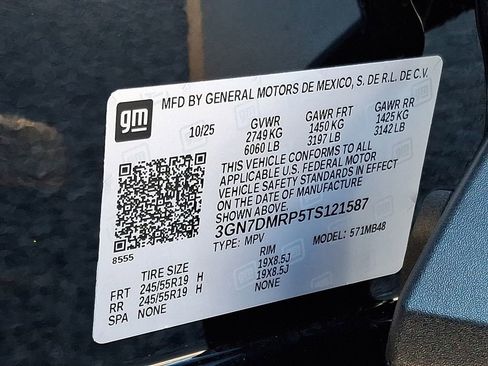 gm
MFD BY GENERAL MOTORS DE MEXICO, S. DE R.L. DE C.V.
10/25 GVWR GAWR FRT GAWR RR
2749 KG 1450 KG 1425 KG
6060 LB 3197 LB 3142 LB
THIS VEHICLE CONFORMS TO ALL
APPLICABLE U.S. FEDERAL MOTOR
VEHICLE SAFETY STANDARDS IN EFFECT
ON THE DATE OF MANUFACTURE
SHOWN ABOVE.
3GN7DMRP5TS121587
TYPE: MPV MODEL: 571MB48
8555
TIRE SIZE RIM
FRT 245/55R19 H 19X8.5J
RR 245/55R19 H 19X8.5J
SPA NONE NONE